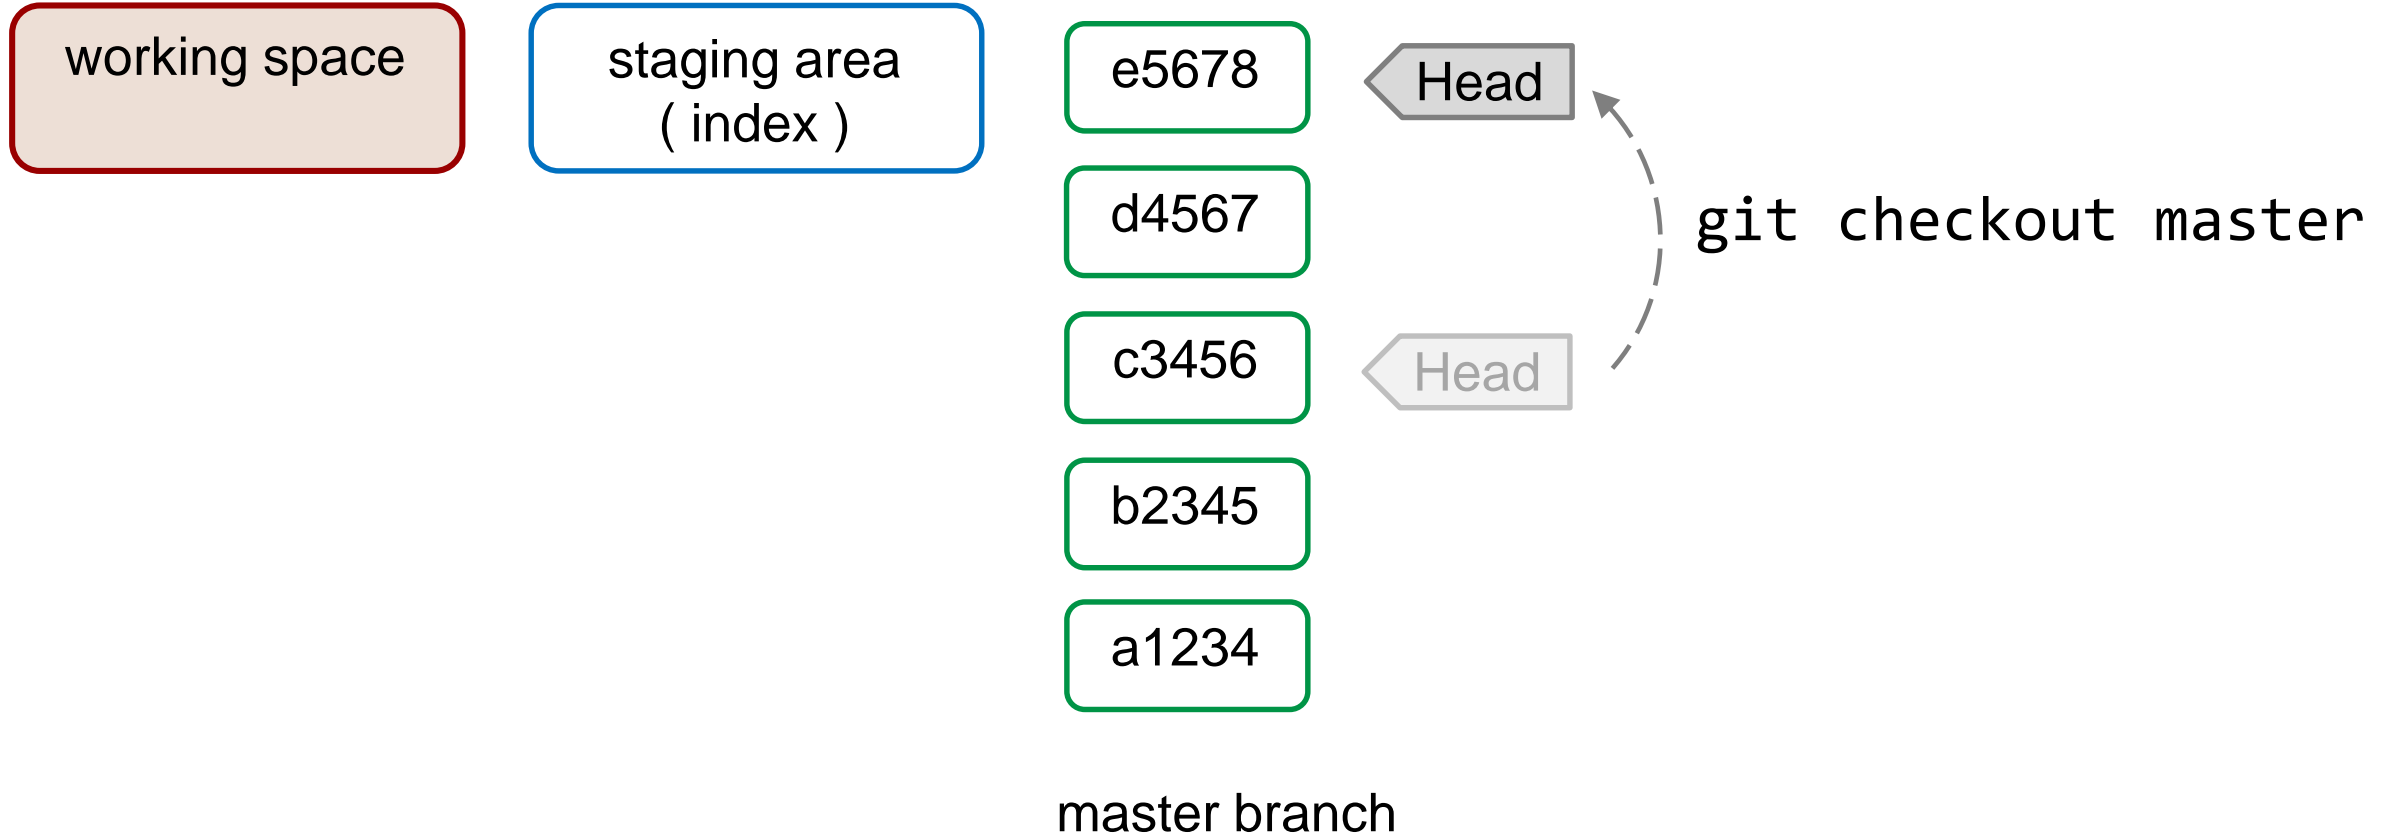 working space
staging area
( index )
e5678
Head
d4567
git checkout master
c3456
Head
b2345
a1234
master branch